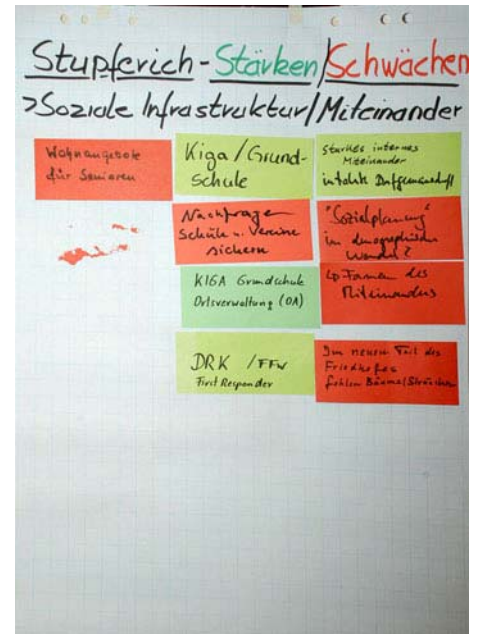 Stupferich - Stärken/Schwächen
>Soziale Infrastruktur/Miteinander
Wohnangebote
für Senioren
Kiga / Grund-
Schule
Starkes internes
Miteinander
intakte Dorfgemeinschaft
Nachfrage
Schule u. Vereine
sichern
"Sozialplanung"
im demographischen
Wandel?
KIGA Grundschule
Ortsverwaltung (OA)
Formen des
Miteinanders
DRK / FFW
First Responder
Im neuen Teil des
Friedhofes
fehlen Bäume/Sträucher